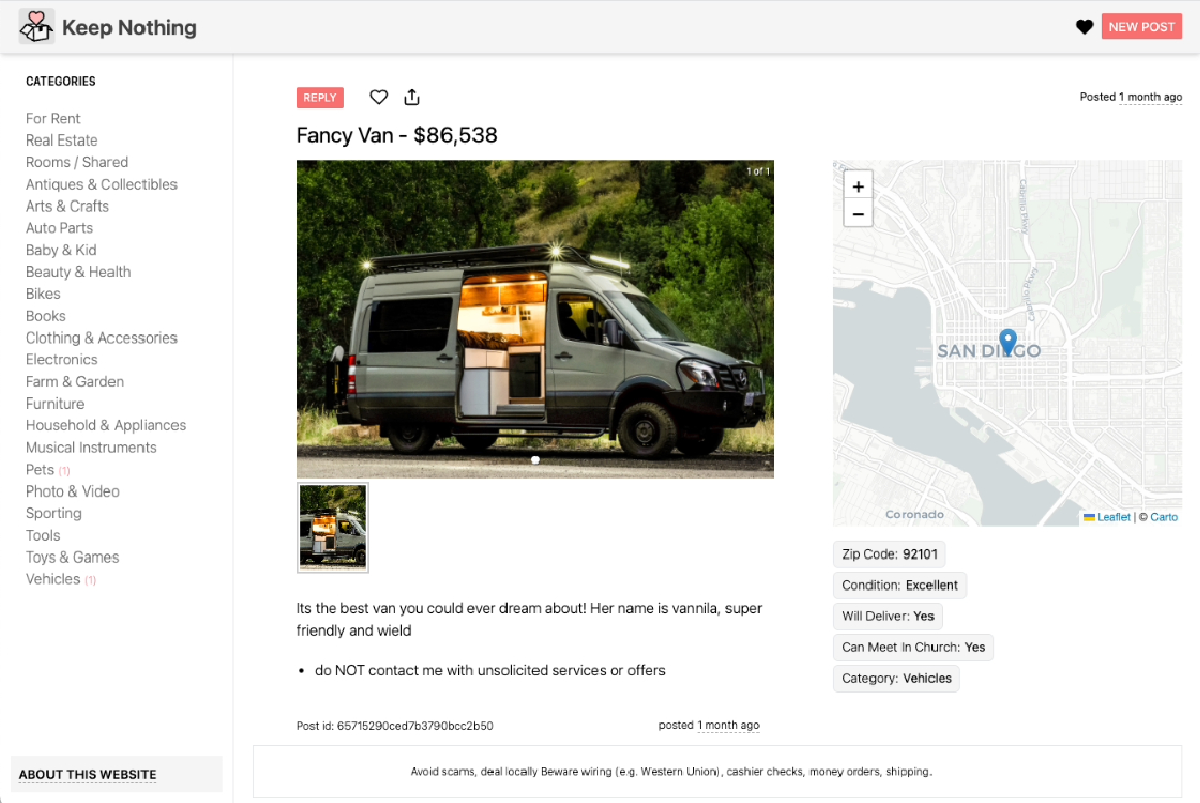 Keep Nothing
NEW POST
CATEGORIES
For Rent
Real Estate
Rooms / Shared
Antiques & Collectibles
Arts & Crafts
Auto Parts
Baby & Kid
Beauty & Health
Bikes
Books
Clothing & Accessories
Electronics
Farm & Garden
Furniture
Household & Appliances
Musical Instruments
Pets (1)
Photo & Video
Sporting
Tools
Toys & Games
Vehicles (1)
ABOUT THIS WEBSITE
REPLY
Posted 1 month ago
Fancy Van - $86,538
1 of 1
+
−
Cabrillo Pkwy
Cabrillo Pkwy
SAN DIEGO
Coronado
Leaflet | © Carto
Zip Code: 92101
Condition: Excellent
Will Deliver: Yes
Can Meet In Church: Yes
Category: Vehicles
Its the best van you could ever dream about! Her name is vannila, super
friendly and wield
• do NOT contact me with unsolicited services or offers
Post id: 65715290ced7b3790bcc2b50
posted 1 month ago
Avoid scams, deal locally Beware wiring (e.g. Western Union), cashier checks, money orders, shipping.